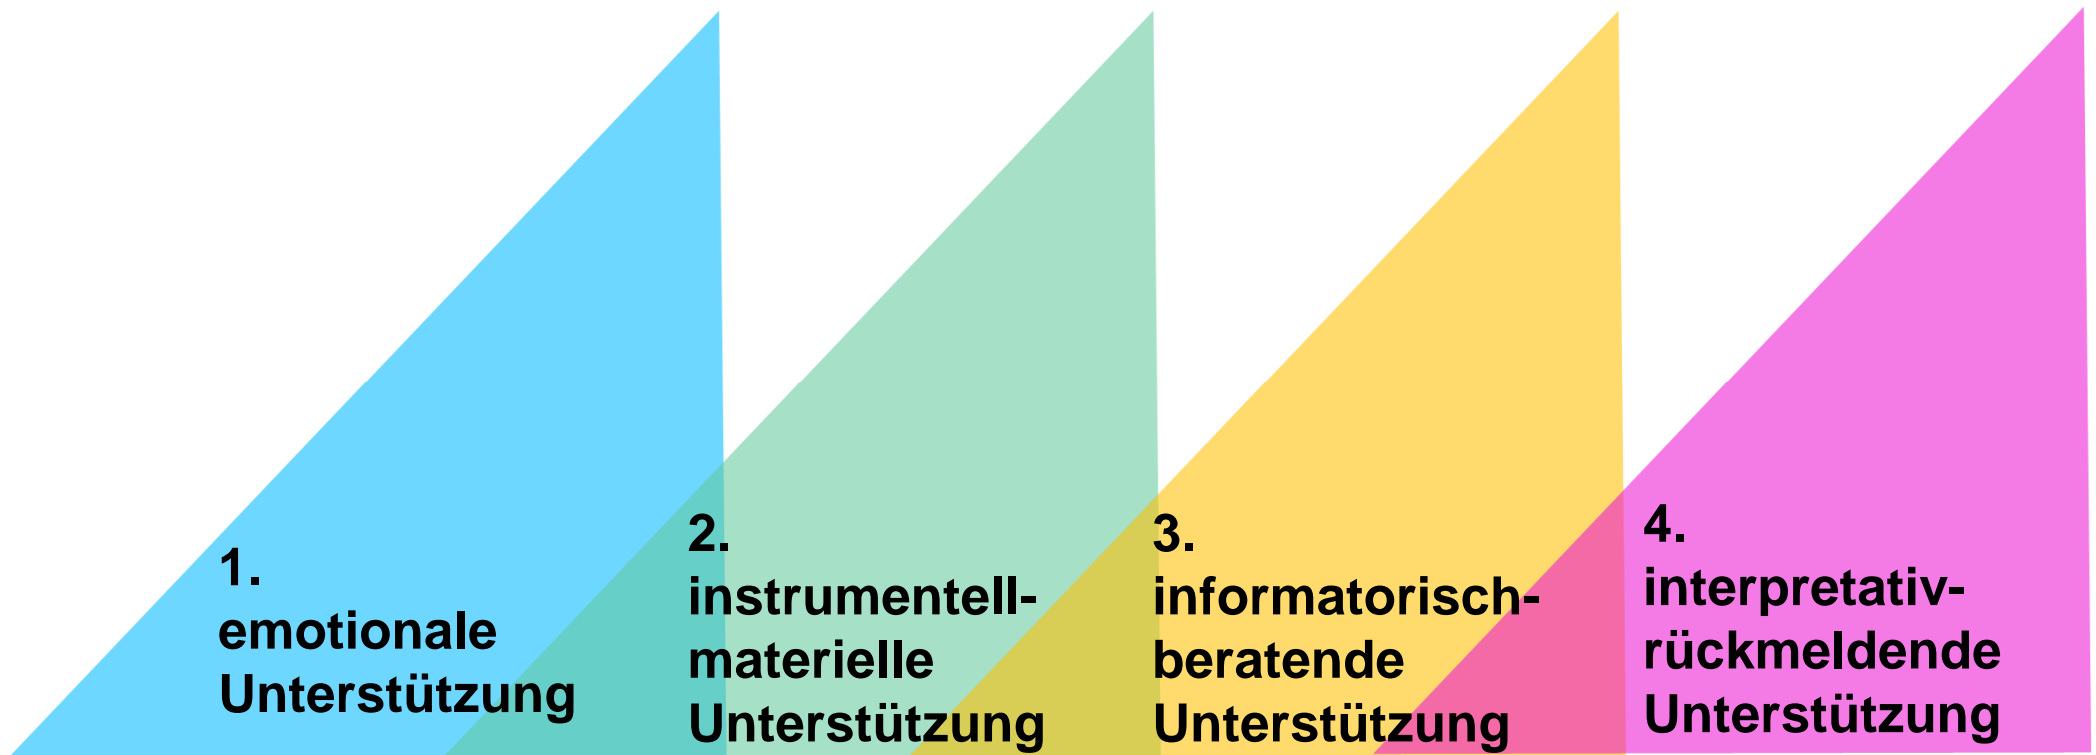 1.
emotionale
Unterstützung
2.
instrumentell-
materielle
Unterstützung
3.
informatorisch-
beratende
Unterstützung
4.
interpretativ-
rückmeldende
Unterstützung